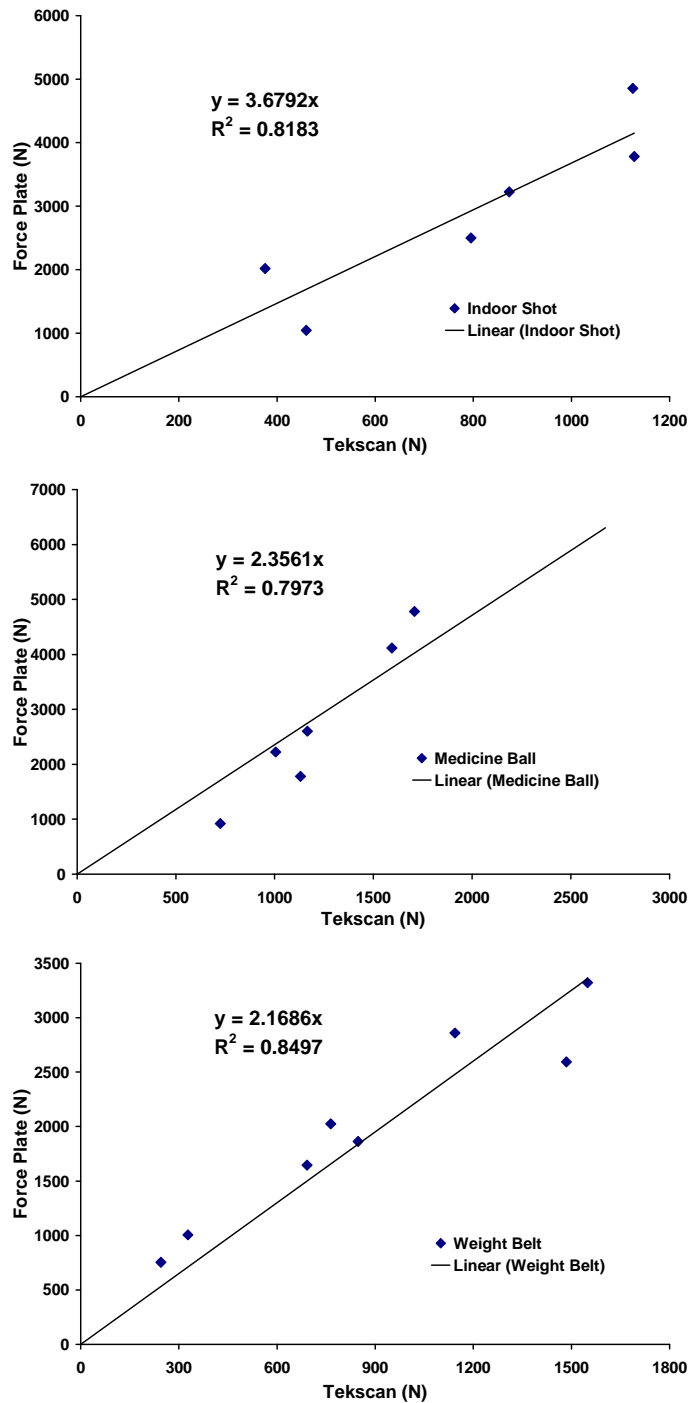 6000
5000
4000
3000
2000
1000
0
Force Plate (N)
y = 3.6792x
R² = 0.8183
Indoor Shot
Linear (Indoor Shot)
0 200 400 600 800 1000 1200
Tekscan (N)
7000
6000
5000
4000
3000
2000
1000
0
Force Plate (N)
y = 2.3561x
R² = 0.7973
Medicine Ball
Linear (Medicine Ball)
0 500 1000 1500 2000 2500 3000
Tekscan (N)
3500
3000
2500
2000
1500
1000
500
0
Force Plate (N)
y = 2.1686x
R² = 0.8497
Weight Belt
Linear (Weight Belt)
0 300 600 900 1200 1500 1800
Tekscan (N)